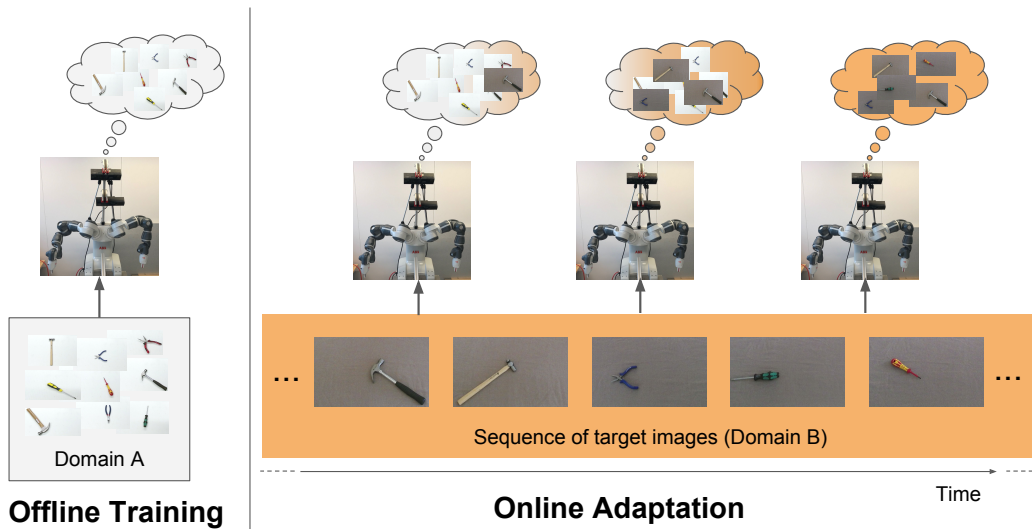 Domain A
Offline Training
...
...
Sequence of target images (Domain B)
Time
Online Adaptation